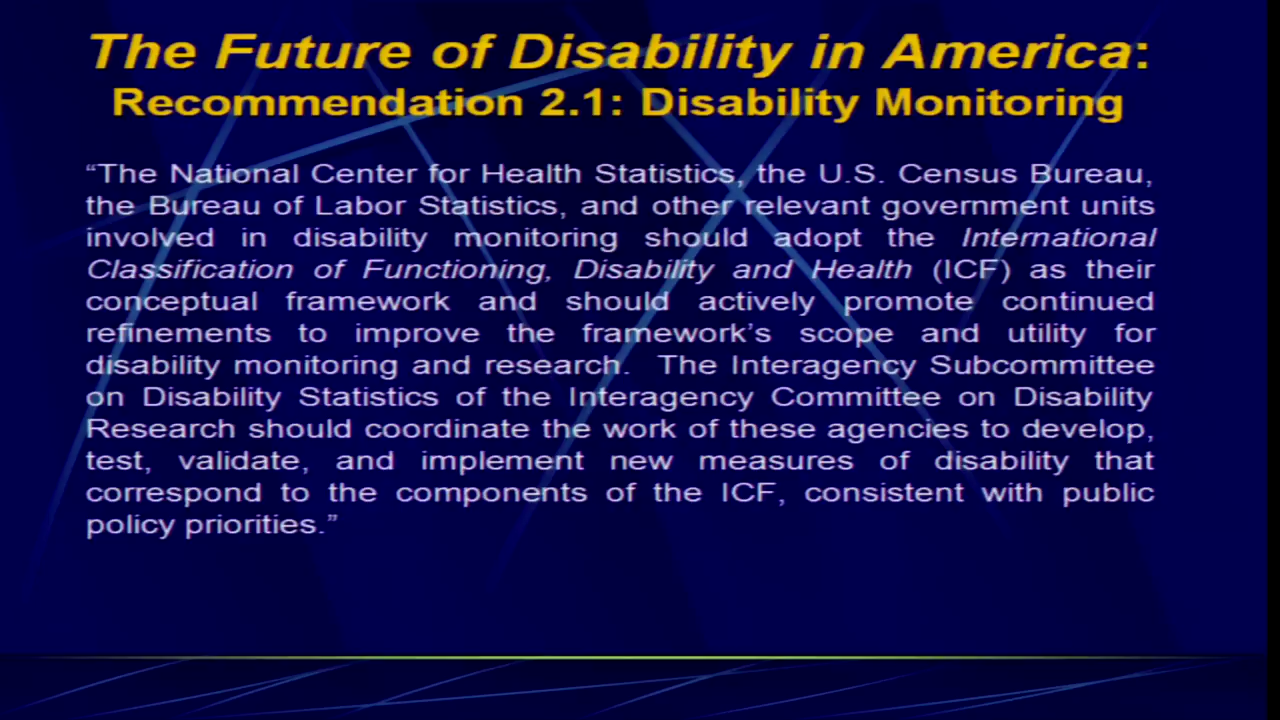 The Future of Disability in America:
Recommendation 2.1: Disability Monitoring
“The National Center for Health Statistics, the U.S. Census Bureau,
the Bureau of Labor Statistics, and other relevant government units
involved in disability monitoring should adopt the International
Classification of Functioning, Disability and Health (ICF) as their
conceptual framework and should actively promote continued
refinements to improve the framework’s scope and utility for
disability monitoring and research. The Interagency Subcommittee
on Disability Statistics of the Interagency Committee on Disability
Research should coordinate the work of these agencies to develop,
test, validate, and implement new measures of disability that
correspond to the components of the ICF, consistent with public
policy priorities.”